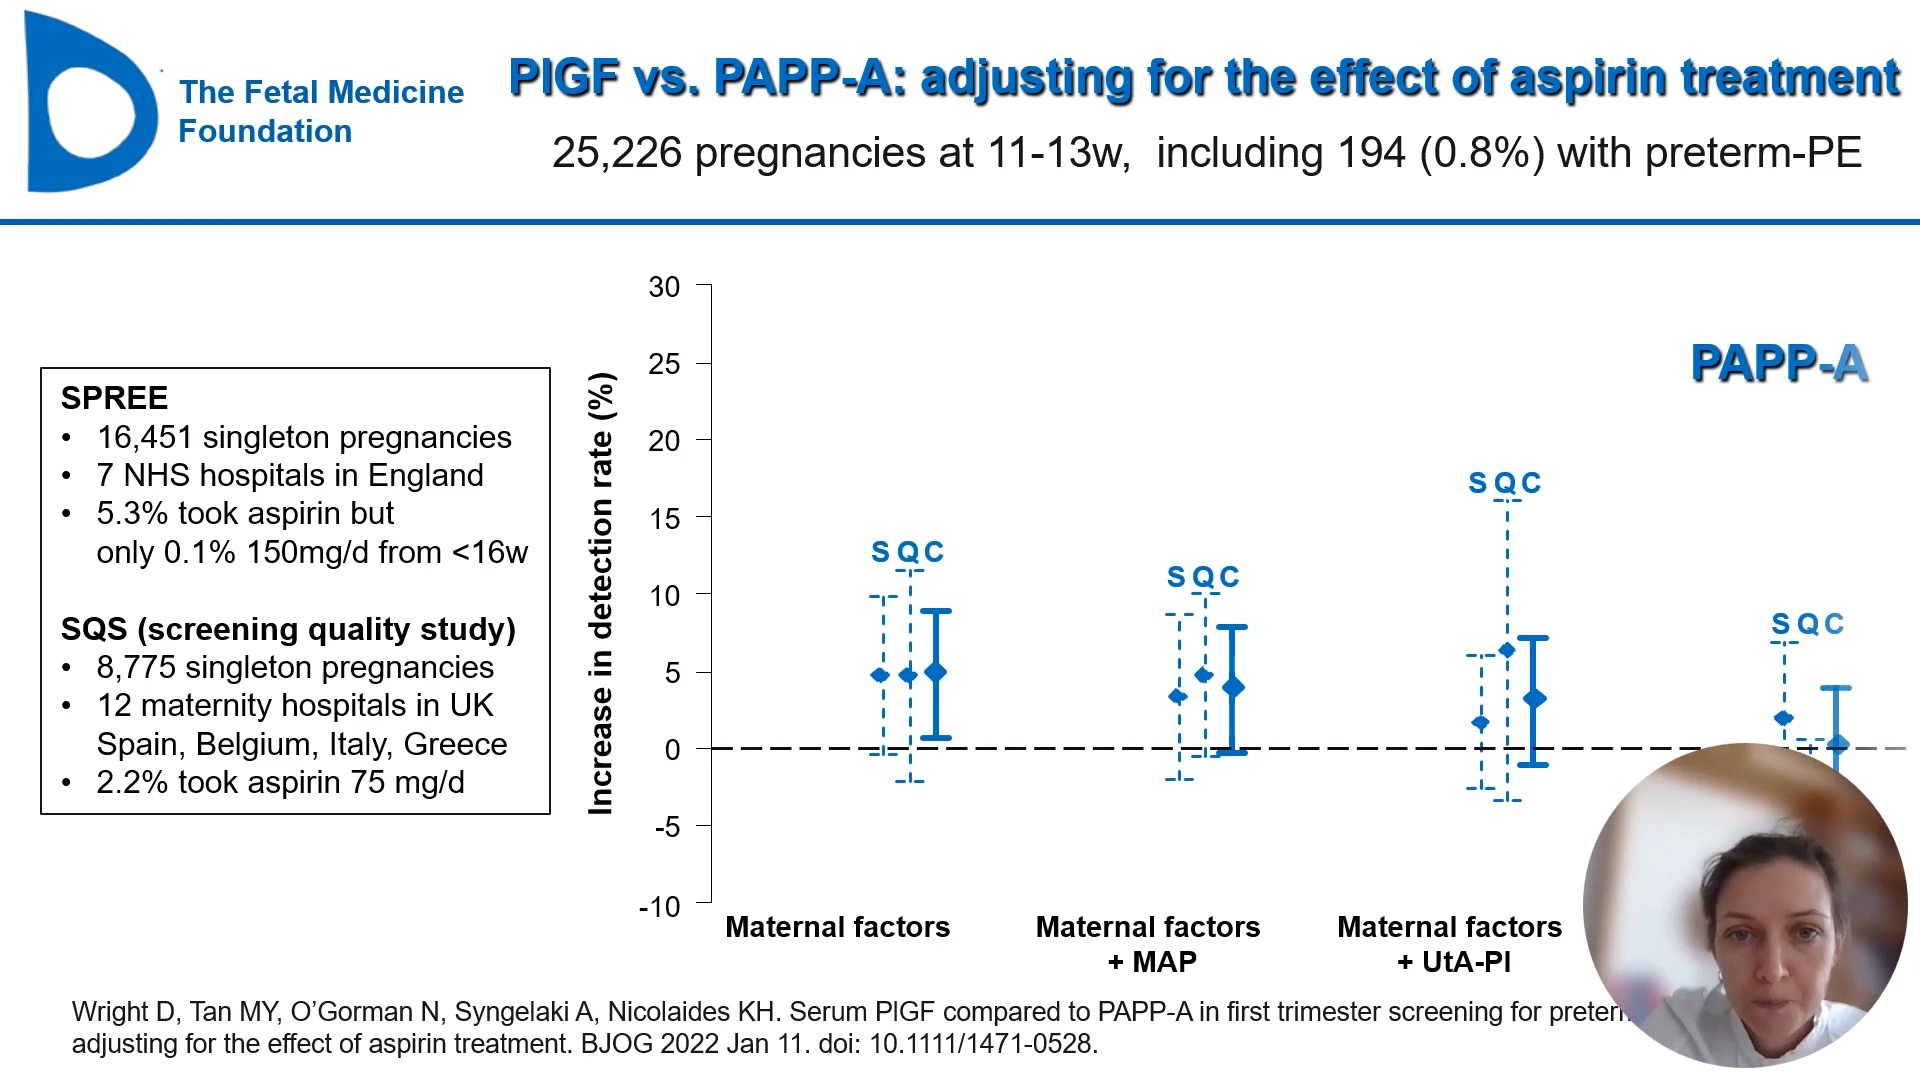 The Fetal Medicine
Foundation
PlGF vs. PAPP-A: adjusting for the effect of aspirin treatment
25,226 pregnancies at 11-13w, including 194 (0.8%) with preterm-PE
SPREE
• 16,451 singleton pregnancies
• 7 NHS hospitals in England
• 5.3% took aspirin but
only 0.1% 150mg/d from <16w
SQS (screening quality study)
• 8,775 singleton pregnancies
• 12 maternity hospitals in UK
Spain, Belgium, Italy, Greece
• 2.2% took aspirin 75 mg/d
Increase in detection rate (%)
30
25
20
15
10
5
0
-5
-10
PAPP-A
S Q C
S Q C
S Q C
S Q C
Maternal factors
Maternal factors
+ MAP
Maternal factors
+ UtA-PI
Wright D, Tan MY, O’Gorman N, Syngelaki A, Nicolaides KH. Serum PlGF compared to PAPP-A in first trimester screening for
adjusting for the effect of aspirin treatment. BJOG 2022 Jan 11. doi: 10.1111/1471-0528.